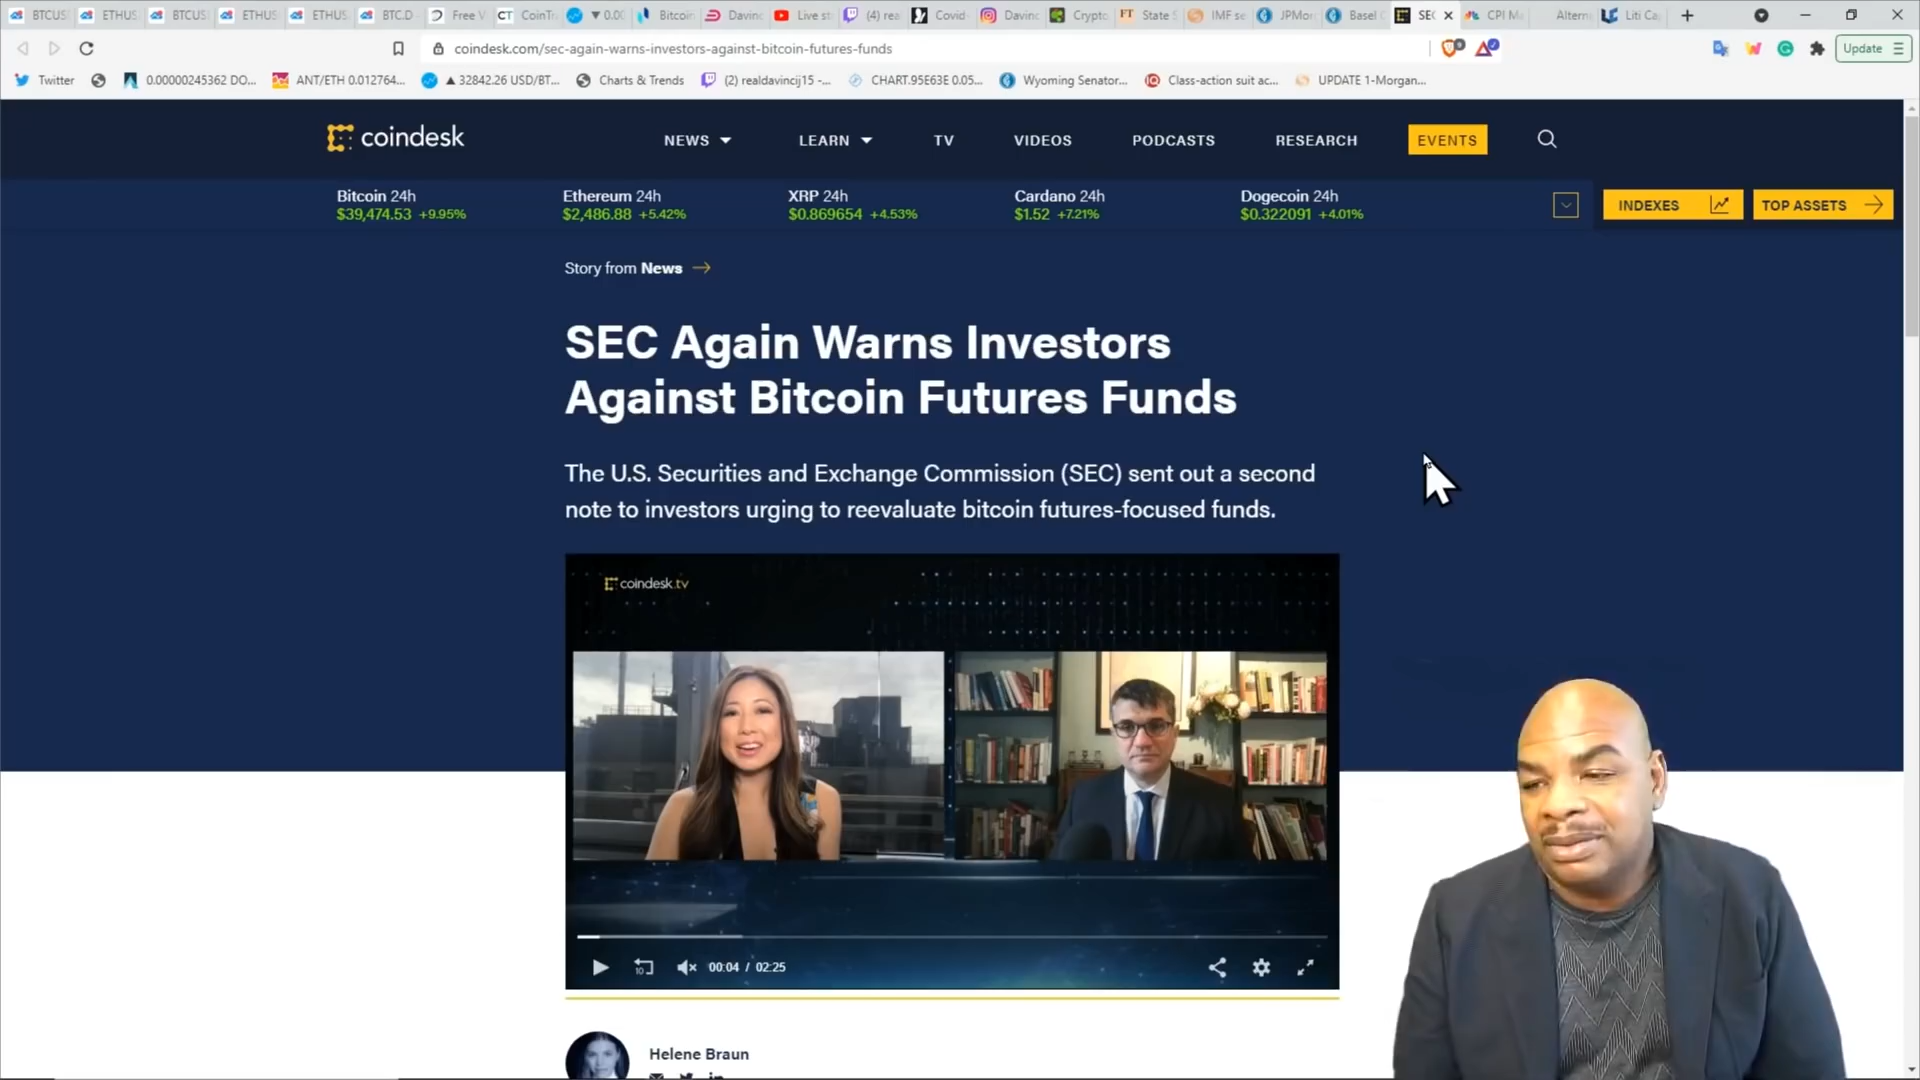 BTCUS
ETHUS
BTCUS
ETHUS
ETHUS
BTC.D
Free V
CT CoinTr
▼ 0.00
Bitcoin
Davinc
Live st
(4) rea
Covid
Davinc
Crypto
FT State S
IMF se
JPMor
Basel C
SEC
CPI Ma
Altern
Liti Ca
coindesk.com/sec-again-warns-investors-against-bitcoin-futures-funds
Update
Twitter
0.00000245362 DO...
ANT/ETH 0.012764...
▲ 32842.26 USD/BT...
Charts & Trends
(2) realdavincij15 -...
CHART.95E63E 0.05...
Wyoming Senator...
Class-action suit ac...
UPDATE 1-Morgan...
coindesk
NEWS
LEARN
TV
VIDEOS
PODCASTS
RESEARCH
EVENTS
Bitcoin 24h
$39,474.53 +9.95%
Ethereum 24h
$2,486.88 +5.42%
XRP 24h
$0.869654 +4.53%
Cardano 24h
$1.52 +7.21%
Dogecoin 24h
$0.322091 +4.01%
INDEXES
TOP ASSETS
Story from News
SEC Again Warns Investors
Against Bitcoin Futures Funds
The U.S. Securities and Exchange Commission (SEC) sent out a second
note to investors urging to reevaluate bitcoin futures-focused funds.
coindesk.tv
10
00:04 / 02:25
Helene Braun